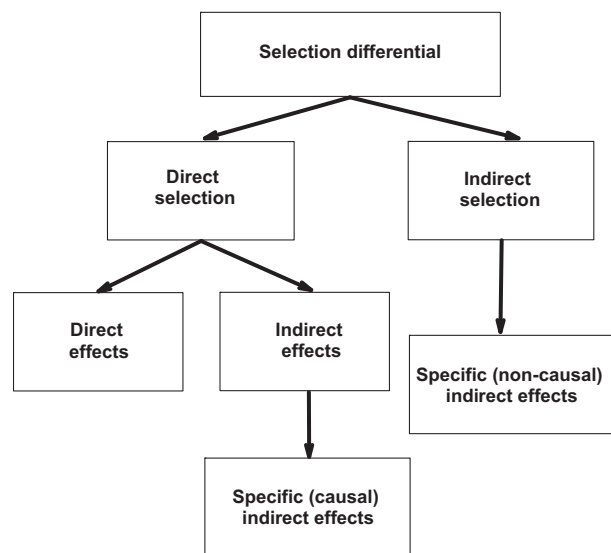 Selection differential
Direct
selection
Indirect
selection
Direct
effects
Indirect
effects
Specific (non-causal)
indirect effects
Specific (causal)
indirect effects